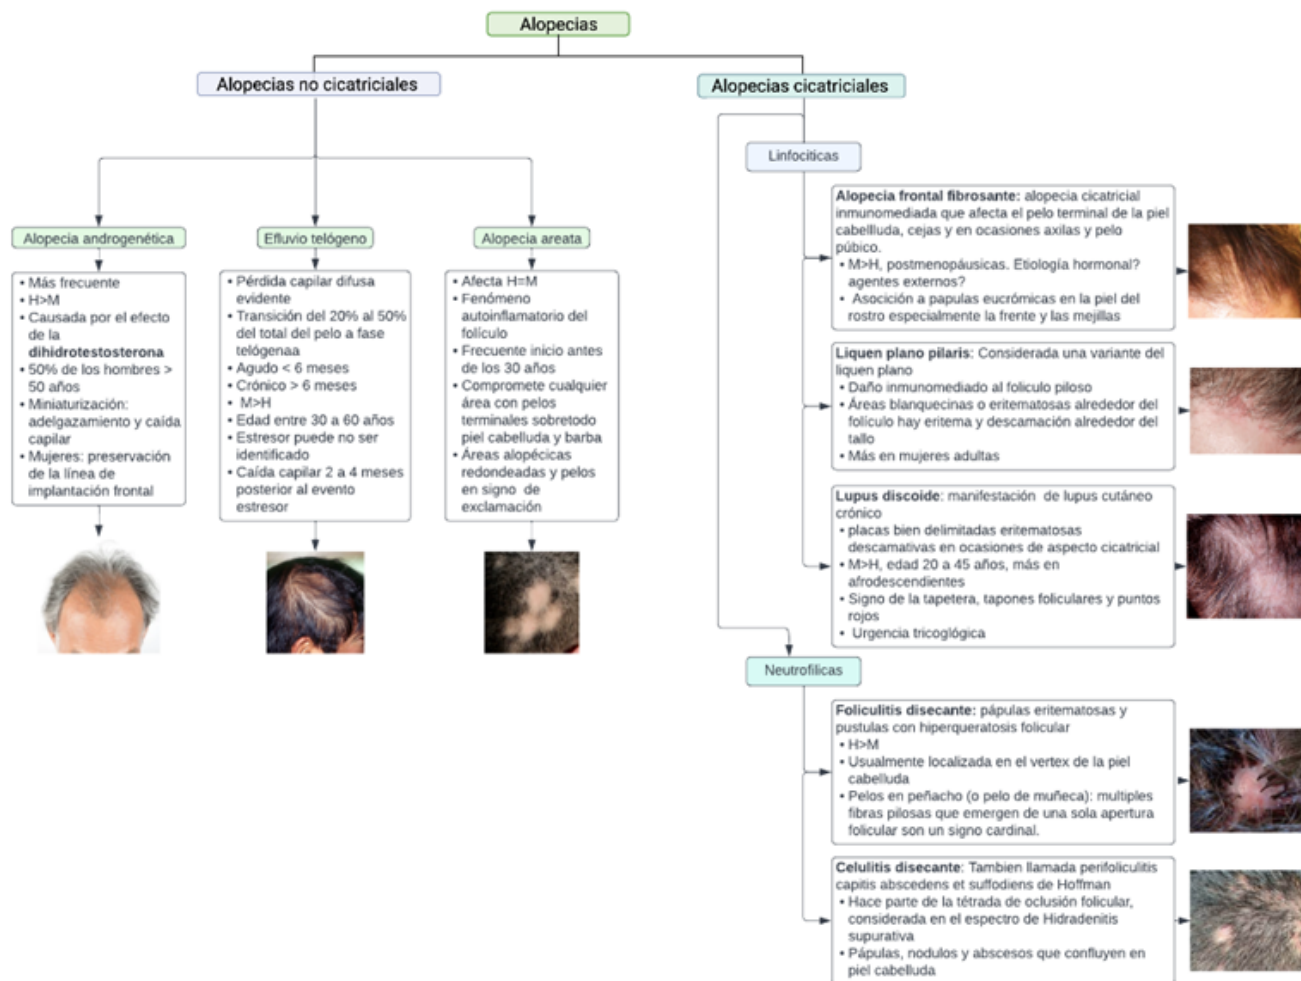 Alopecias
Alopecias no cicatriciales
Alopecia androgenética
• Más frecuente
• H>M
• Causada por el efecto
de la
dihidrotestosterona
• 50% de los hombres >
50 años
• Miniaturización:
adelgazamiento y caída
capilar
• Mujeres: preservación
de la línea de
implantación frontal
Efluvio telógeno
• Pérdida capilar difusa
evidente
• Transición del 20% al 50%
del total del pelo a fase
telógenaa
• Agudo < 6 meses
• Crónico > 6 meses
• M>H
• Edad entre 30 a 60 años
• Estresor puede no ser
identificado
• Caída capilar 2 a 4 meses
posterior al evento
estresor
Alopecia areata
• Afecta H=M
• Fenómeno
autoinflamatorio del
folículo
• Frecuente inicio antes
de los 30 años
• Compromete cualquier
área con pelos
terminales sobretodo
piel cabelluda y barba
• Áreas alopécicas
redondeadas y pelos
en signo de
exclamación
Alopecias cicatriciales
Linfocíticas
Alopecia frontal fibrosante: alopecia cicatricial
inmunomediada que afecta el pelo terminal de la piel
cabellluda, cejas y en ocasiones axilas y pelo
púbico.
• M>H, postmenopáusicas. Etiología hormonal?
agentes externos?
• Asocición a papulas eucrómicas en la piel del
rostro especialmente la frente y las mejillas
Liquen plano pilaris: Considerada una variante del
liquen plano
• Daño inmunomediado al foliculo piloso
• Áreas blanquecinas o eritematosas alrededor del
folículo hay eritema y descamación alrededor del
tallo
• Más en mujeres adultas
Lupus discoide: manifestación de lupus cutáneo
crónico
• placas bien delimitadas eritematosas
descamativas en ocasiones de aspecto cicatricial
• M>H, edad 20 a 45 años, más en
afrodescendientes
• Signo de la tapetera, tapones foliculares y puntos
rojos
• Urgencia tricoglógica
Neutrofílicas
Foliculitis disecante: pápulas eritematosas y
pustulas con hiperqueratosis folicular
• H>M
• Usualmente localizada en el vertex de la piel
cabelluda
• Pelos en peñacho (o pelo de muñeca): multiples
fibras pilosas que emergen de una sola apertura
folicular son un signo cardinal.
Celulitis disecante: Tambien llamada perifoliculitis
capitis abscedens et suffodiens de Hoffman
• Hace parte de la tétrada de oclusión folicular,
considerada en el espectro de Hidradenitis
supurativa
• Pápulas, nodulos y abscesos que confluyen en
piel cabelluda